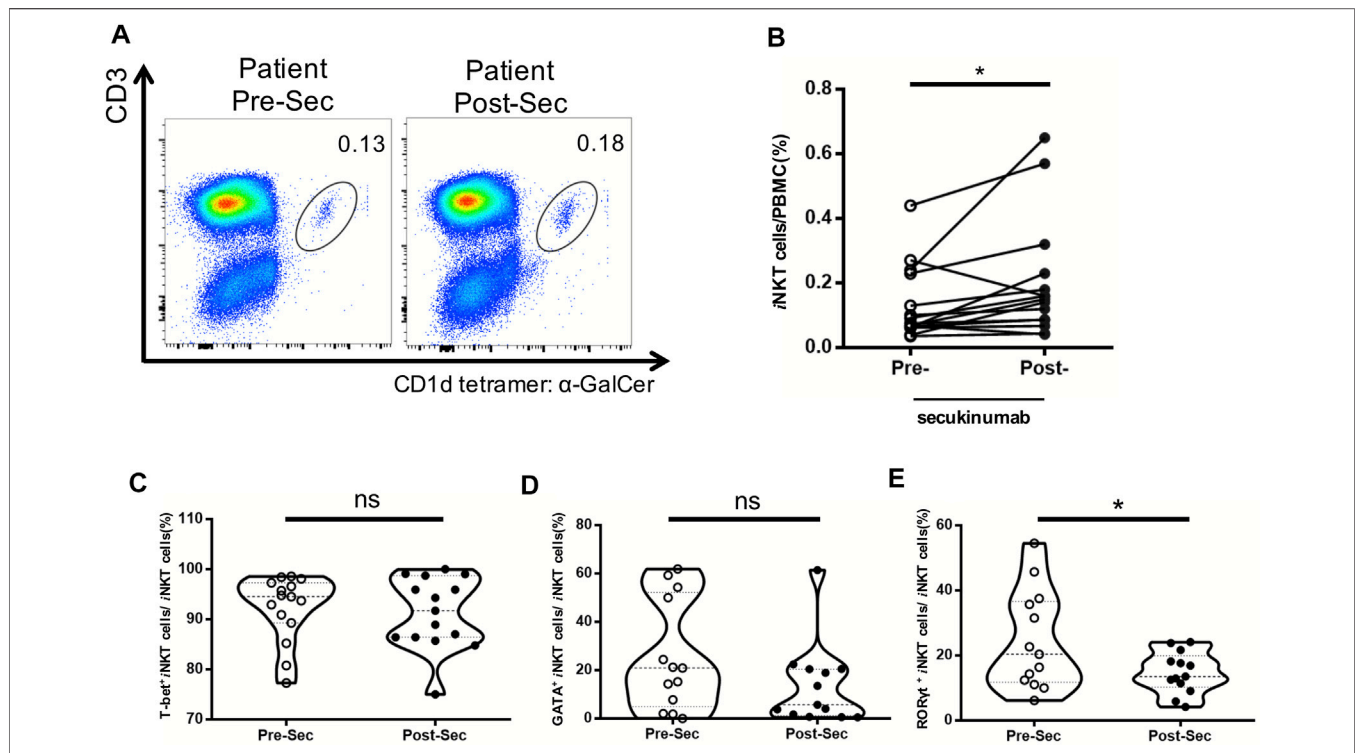 A
Patient
Pre-Sec
Patient
Post-Sec
CD3
0.13
0.18
CD1d tetramer: α-GalCer
B
*
iNKT cells/PBMC(%)
0.8
0.6
0.4
0.2
0.0
Pre-
Post-
secukinumab
C
ns
T-bet⁺iNKT cells/ iNKT cells(%)
110
100
90
80
70
Pre-Sec
Post-Sec
D
ns
GATA⁺ iNKT cells/ iNKT cells(%)
80
60
40
20
0
Pre-Sec
Post-Sec
E
*
RORγt ⁺ iNKT cells/ iNKT cells(%)
60
40
20
0
Pre-Sec
Post-Sec